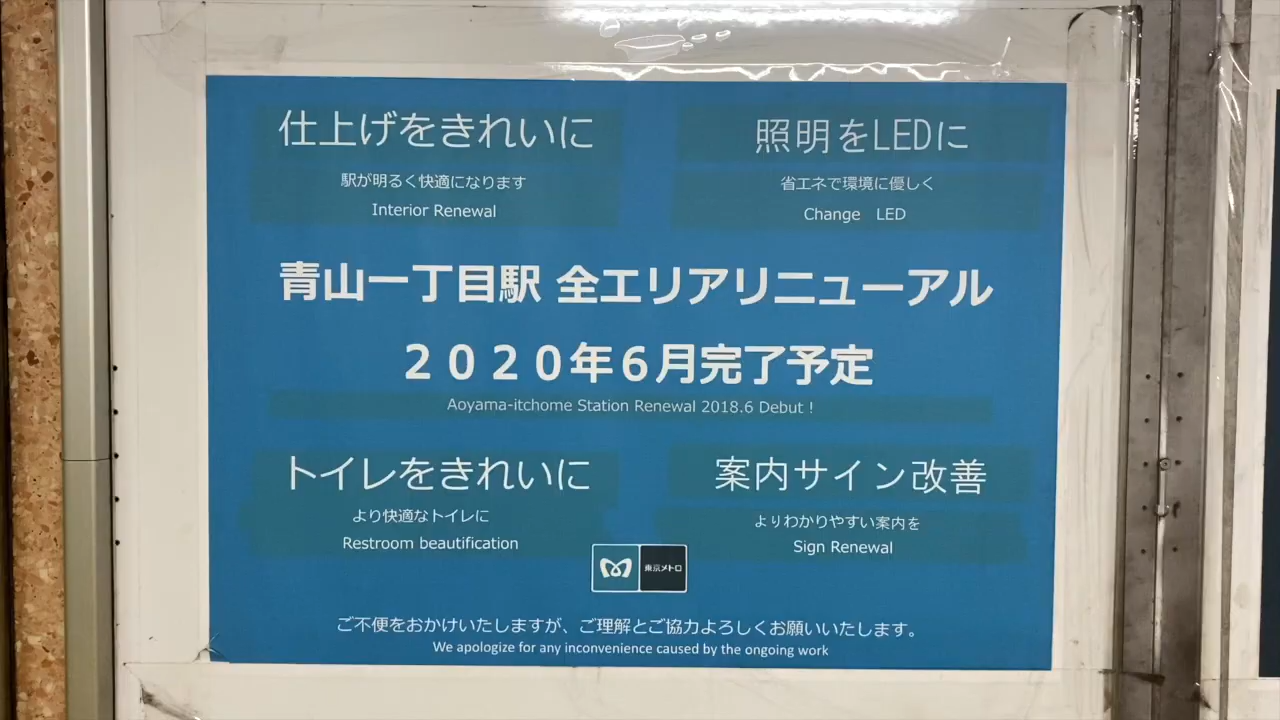 仕上げをきれいに
駅が明るく快適になります
Interior Renewal
照明をLEDに
省エネで環境に優しく
Change LED
青山一丁目駅 全エリアリニューアル
２０２０年６月完了予定
Aoyama-itchome Station Renewal 2018.6 Debut !
トイレをきれいに
より快適なトイレに
Restroom beautification
案内サイン改善
よりわかりやすい案内を
Sign Renewal
東京メトロ
ご不便をおかけいたしますが、ご理解とご協力よろしくお願いいたします。
We apologize for any inconvenience caused by the ongoing work